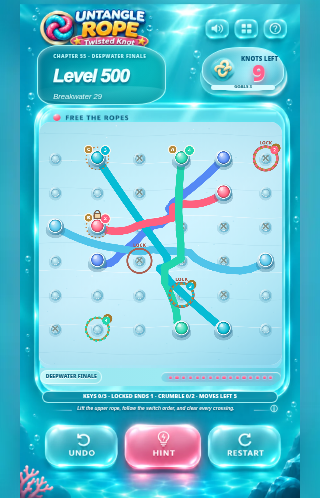 UNTANGLE
ROPE
Twisted Knot
CHAPTER 55 · DEEPWATER FINALE
Level 500
Breakwater 29
KNOTS LEFT
9
FREE THE ROPES
LOCK
LOCK
LOCK
DEEPWATER FINALE
KEYS 0/3 · LOCKED ENDS 1 · CRUMBLE 0/2 · MOVES LEFT 5
Lift the upper rope, follow the switch order, and clear every crossing.
UNDO
HINT
RESTART